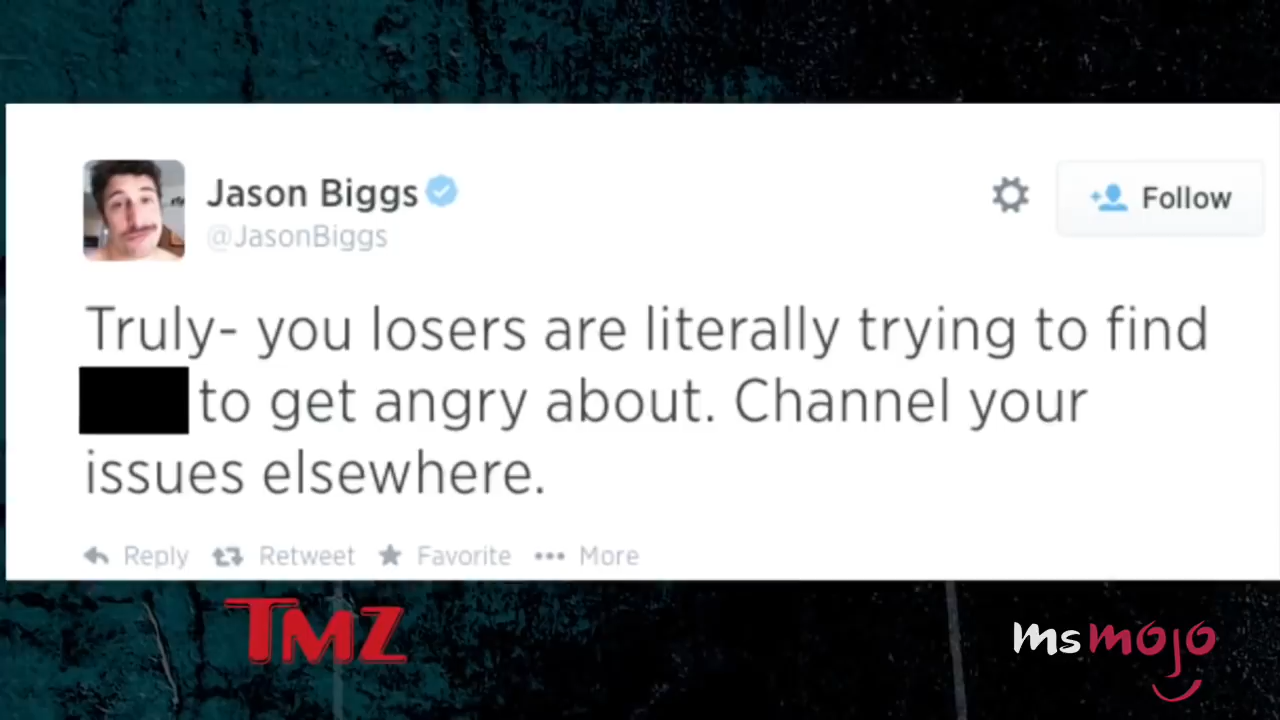 Jason Biggs
@JasonBiggs
Follow
Truly- you losers are literally trying to find
to get angry about. Channel your
issues elsewhere.
Reply Retweet Favorite More
TMZ
msmojo